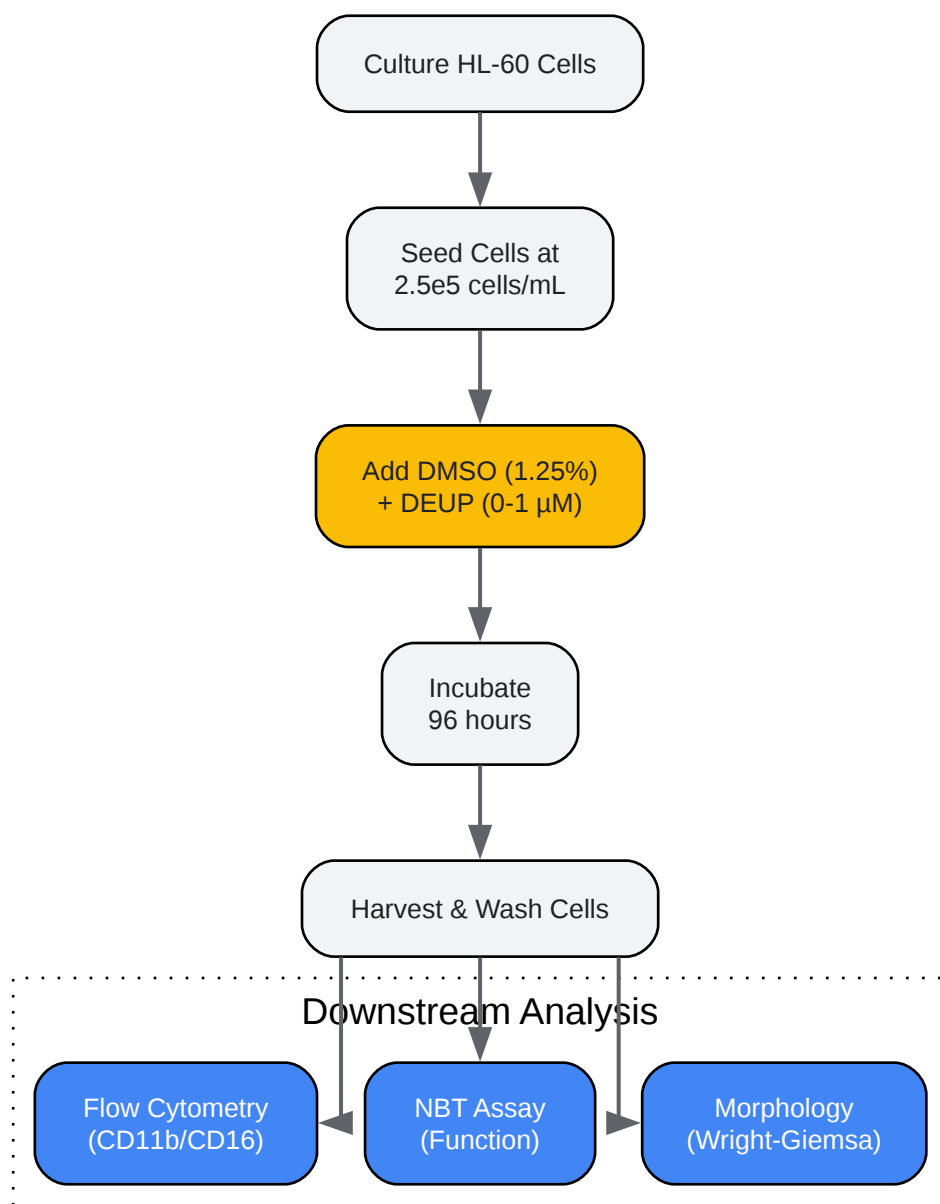 Culture HL-60 Cells
Seed Cells at
2.5e5 cells/mL
Add DMSO (1.25%)
+ DEUP (0-1 µM)
Incubate
96 hours
Harvest & Wash Cells
Downstream Analysis
Flow Cytometry
(CD11b/CD16)
NBT Assay
(Function)
Morphology
(Wright-Giemsa)